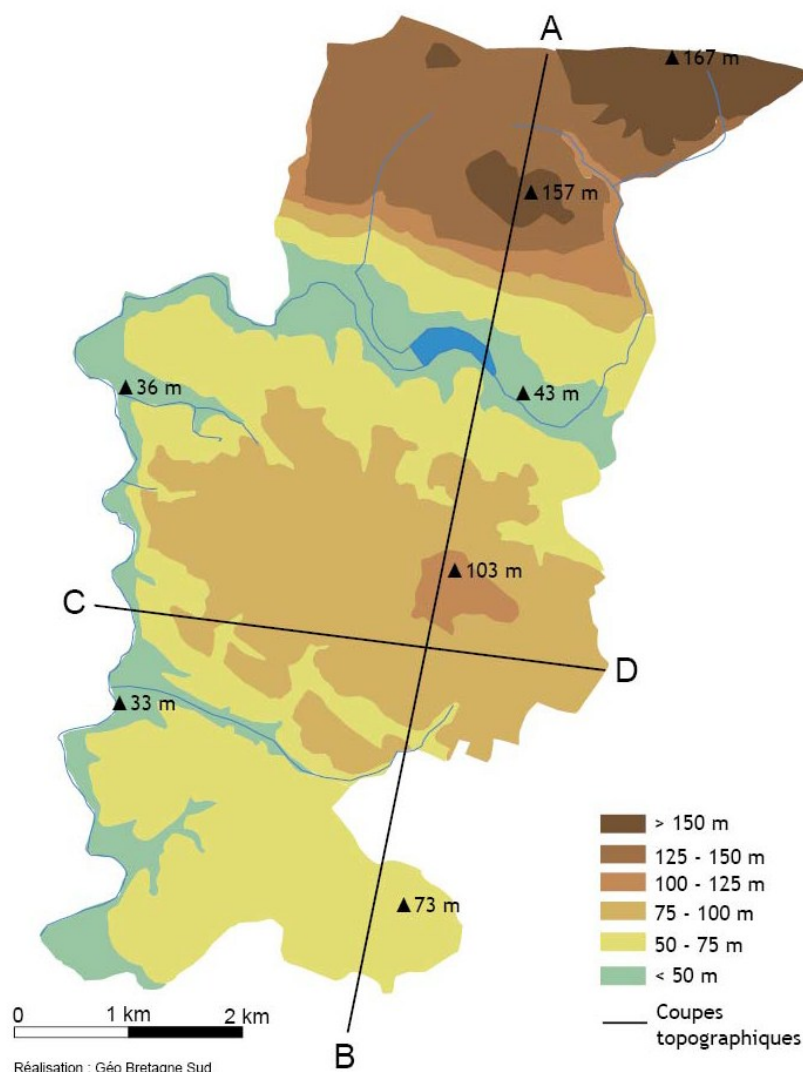 A
▲167 m
▲157 m
▲36 m
▲43 m
▲103 m
C
D
▲33 m
▲73 m
> 150 m
125 - 150 m
100 - 125 m
75 - 100 m
50 - 75 m
< 50 m
Coupes
topographiques
0 1 km 2 km
B
Réalisation : Géo Bretagne Sud